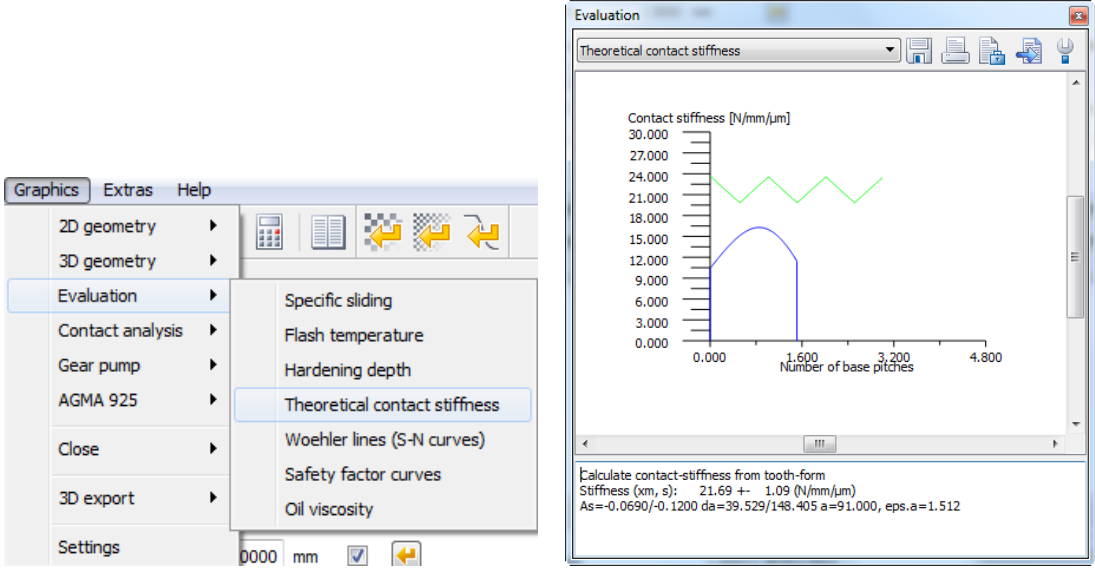 Graphics Extras Help
2D geometry
3D geometry
Evaluation
Contact analysis
Gear pump
AGMA 925
Close
3D export
Settings
Specific sliding
Flash temperature
Hardening depth
Theoretical contact stiffness
Woehler lines (S-N curves)
Safety factor curves
Oil viscosity
0000 mm
Evaluation
Theoretical contact stiffness
Contact stiffness [N/mm/µm]
30.000
27.000
24.000
21.000
18.000
15.000
12.000
9.000
6.000
3.000
0.000
0.000 1.600 3.200 4.800
Number of base pitches
Calculate contact-stiffness from tooth-form
Stiffness (xm, s): 21.69 +- 1.09 (N/mm/µm)
As=-0.0690/-0.1200 da=39.529/148.405 a=91.000, eps.a=1.512